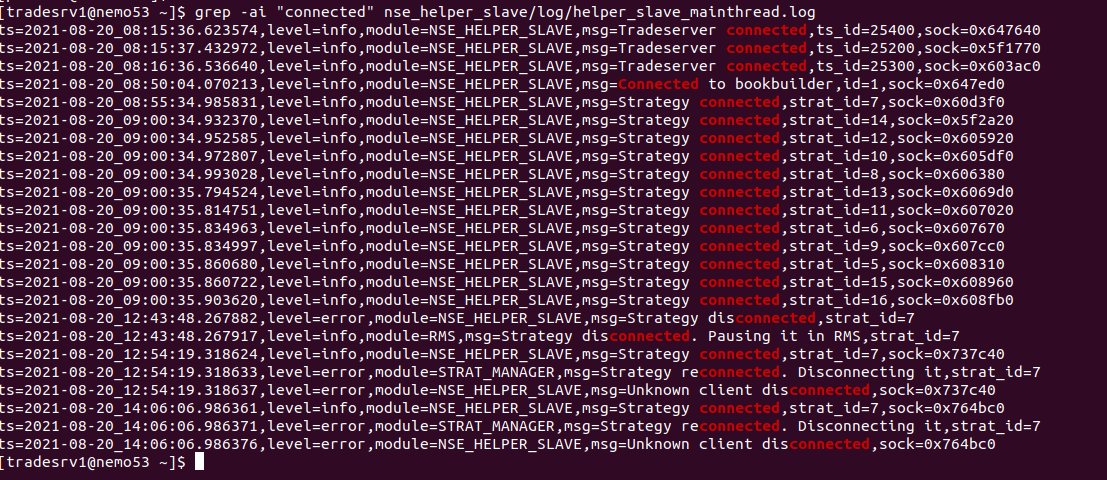 [tradesrv1@nemo53 ~]$ grep -ai "connected" nse_helper_slave/log/helper_slave_mainthread.log
ts=2021-08-20_08:15:36.623574,level=info,module=NSE_HELPER_SLAVE,msg=Tradeserver connected,ts_id=25400,sock=0x647640
ts=2021-08-20_08:15:37.432972,level=info,module=NSE_HELPER_SLAVE,msg=Tradeserver connected,ts_id=25200,sock=0x5f1770
ts=2021-08-20_08:16:36.536640,level=info,module=NSE_HELPER_SLAVE,msg=Tradeserver connected,ts_id=25300,sock=0x603ac0
ts=2021-08-20_08:50:04.070213,level=info,module=NSE_HELPER_SLAVE,msg=Connected to bookbuilder,id=1,sock=0x647ed0
ts=2021-08-20_08:55:34.985831,level=info,module=NSE_HELPER_SLAVE,msg=Strategy connected,strat_id=7,sock=0x60d3f0
ts=2021-08-20_09:00:34.932370,level=info,module=NSE_HELPER_SLAVE,msg=Strategy connected,strat_id=14,sock=0x5f2a20
ts=2021-08-20_09:00:34.952585,level=info,module=NSE_HELPER_SLAVE,msg=Strategy connected,strat_id=12,sock=0x605920
ts=2021-08-20_09:00:34.972807,level=info,module=NSE_HELPER_SLAVE,msg=Strategy connected,strat_id=10,sock=0x605df0
ts=2021-08-20_09:00:34.993028,level=info,module=NSE_HELPER_SLAVE,msg=Strategy connected,strat_id=8,sock=0x606380
ts=2021-08-20_09:00:35.794524,level=info,module=NSE_HELPER_SLAVE,msg=Strategy connected,strat_id=13,sock=0x6069d0
ts=2021-08-20_09:00:35.814751,level=info,module=NSE_HELPER_SLAVE,msg=Strategy connected,strat_id=11,sock=0x607020
ts=2021-08-20_09:00:35.834963,level=info,module=NSE_HELPER_SLAVE,msg=Strategy connected,strat_id=6,sock=0x607670
ts=2021-08-20_09:00:35.834997,level=info,module=NSE_HELPER_SLAVE,msg=Strategy connected,strat_id=9,sock=0x607cc0
ts=2021-08-20_09:00:35.860680,level=info,module=NSE_HELPER_SLAVE,msg=Strategy connected,strat_id=5,sock=0x608310
ts=2021-08-20_09:00:35.860722,level=info,module=NSE_HELPER_SLAVE,msg=Strategy connected,strat_id=15,sock=0x608960
ts=2021-08-20_09:00:35.903620,level=info,module=NSE_HELPER_SLAVE,msg=Strategy connected,strat_id=16,sock=0x608fb0
ts=2021-08-20_12:43:48.267882,level=error,module=NSE_HELPER_SLAVE,msg=Strategy disconnected,strat_id=7
ts=2021-08-20_12:43:48.267917,level=info,module=RMS,msg=Strategy disconnected. Pausing it in RMS,strat_id=7
ts=2021-08-20_12:54:19.318624,level=info,module=NSE_HELPER_SLAVE,msg=Strategy connected,strat_id=7,sock=0x737c40
ts=2021-08-20_12:54:19.318633,level=error,module=STRAT_MANAGER,msg=Strategy reconnected. Disconnecting it,strat_id=7
ts=2021-08-20_12:54:19.318637,level=error,module=NSE_HELPER_SLAVE,msg=Unknown client disconnected,sock=0x737c40
ts=2021-08-20_14:06:06.986361,level=info,module=NSE_HELPER_SLAVE,msg=Strategy connected,strat_id=7,sock=0x764bc0
ts=2021-08-20_14:06:06.986371,level=error,module=STRAT_MANAGER,msg=Strategy reconnected. Disconnecting it,strat_id=7
ts=2021-08-20_14:06:06.986376,level=error,module=NSE_HELPER_SLAVE,msg=Unknown client disconnected,sock=0x764bc0
[tradesrv1@nemo53 ~]$